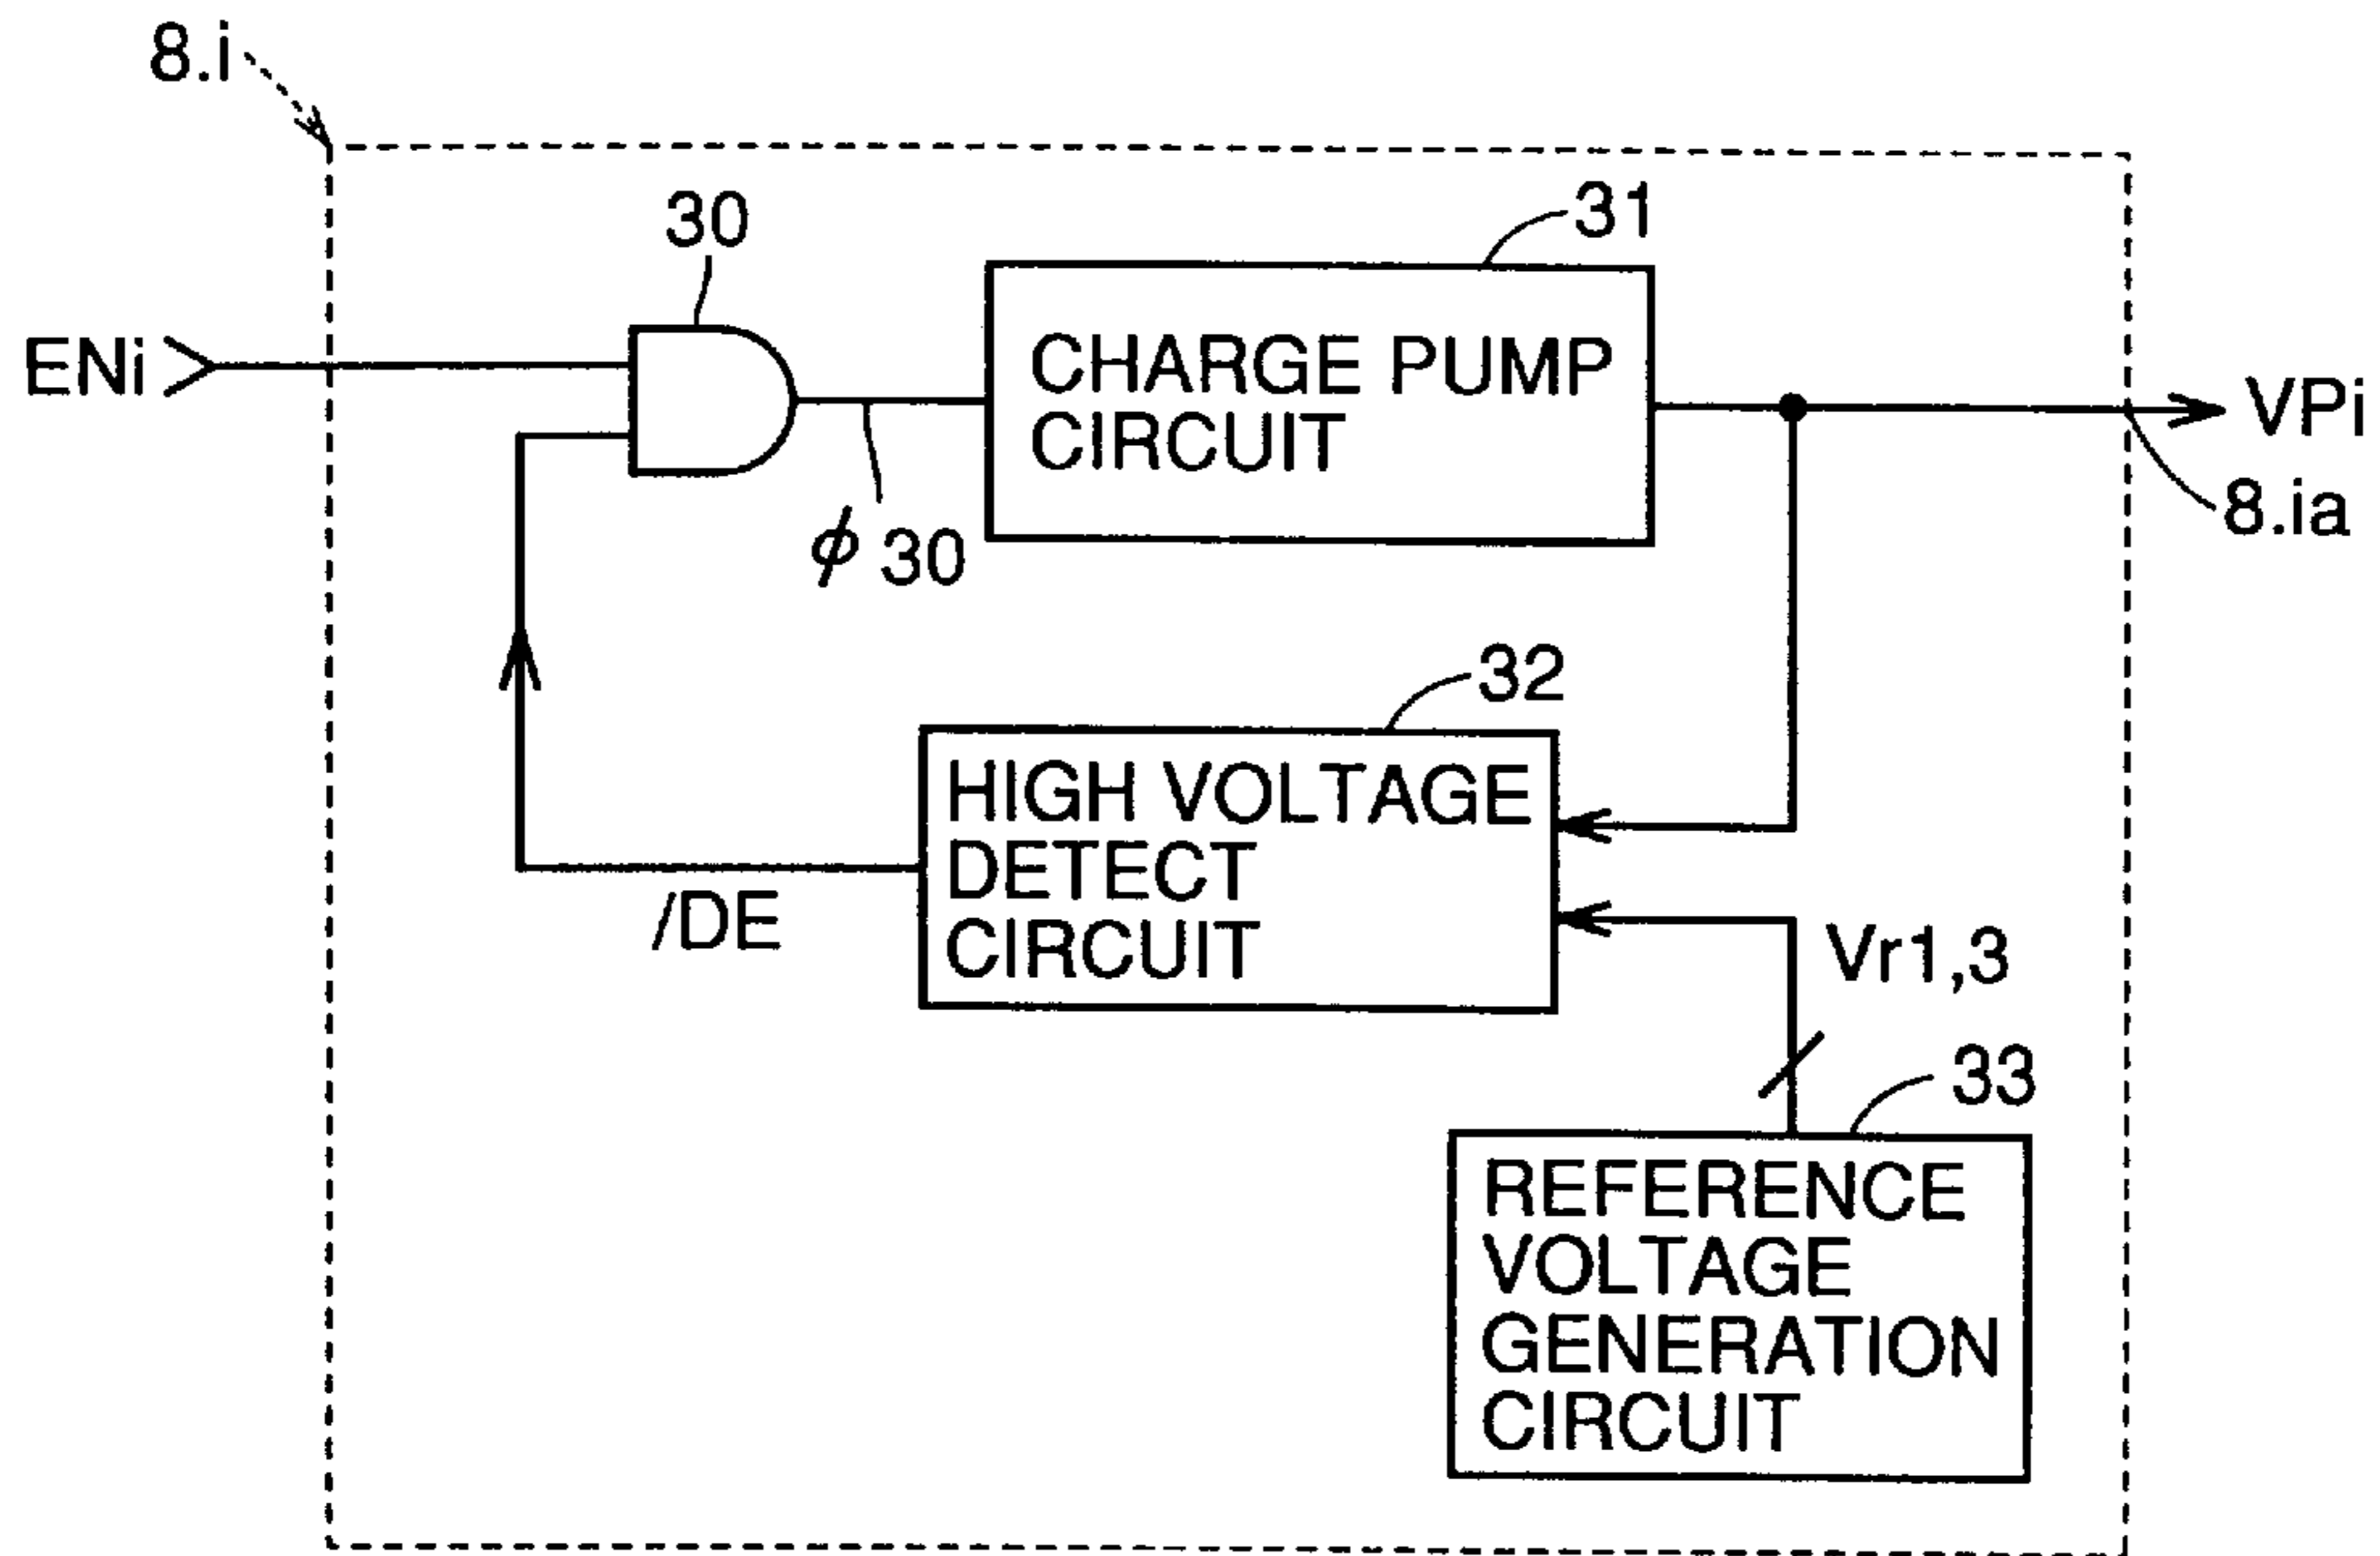 8.i
30
31
ENi
CHARGE PUMP
CIRCUIT
VPi
8.ia
ϕ 30
32
HIGH VOLTAGE
DETECT
CIRCUIT
/DE
Vr1,3
33
REFERENCE
VOLTAGE
GENERATION
CIRCUIT